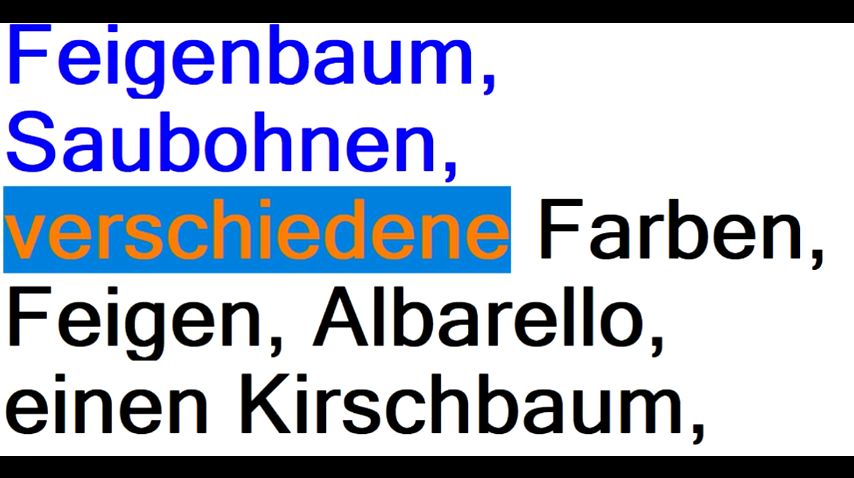 Feigenbaum,
Saubohnen,
verschiedene Farben,
Feigen, Albarello,
einen Kirschbaum,